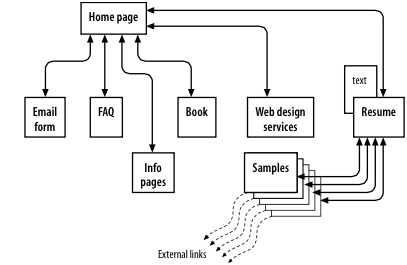 Home page
text
Email
form
FAQ
Book
Web design
services
Resume
Info
pages
Samples
External links